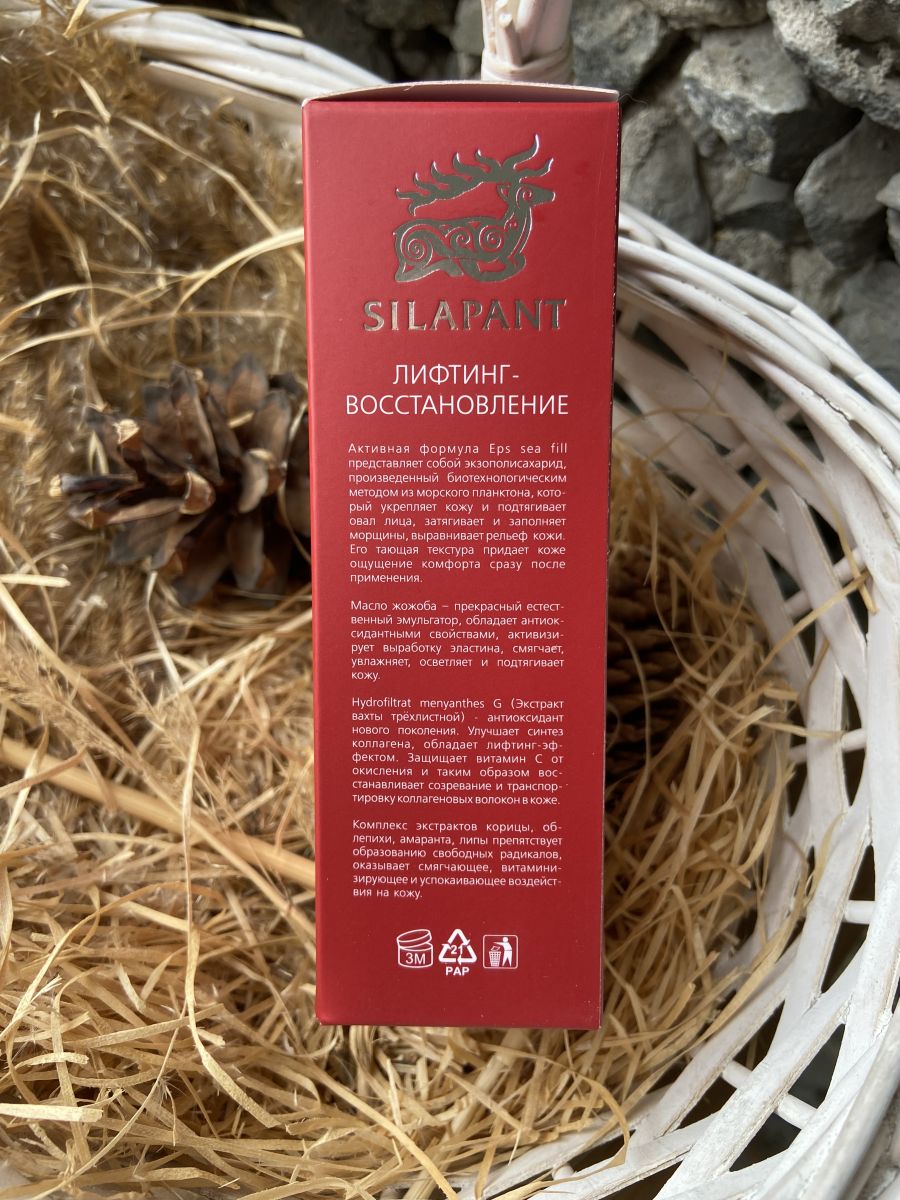 SILAPANT
ЛИФТИНГ-
ВОССТАНОВЛЕНИЕ
Активная формула Eps sea fill
представляет собой экзополисахарид,
произведенный биотехнологическим
методом из морского планктона, кото-
рый укрепляет кожу и подтягивает
овал лица, затягивает и заполняет
морщины, выравнивает рельеф кожи.
Его тающая текстура придает коже
ощущение комфорта сразу после
применения.
Масло жожоба – прекрасный естест-
венный эмульгатор, обладает антиок-
сидантными свойствами, активизи-
рует выработку эластина, смягчает,
увлажняет, осветляет и подтягивает
кожу.
Hydrofiltrat menyanthes G (Экстракт
вахты трёхлистной) - антиоксидант
нового поколения. Улучшает синтез
коллагена, обладает лифтинг-эф-
фектом. Защищает витамин С от
окисления и таким образом вос-
станавливает созревание и транспор-
тировку коллагеновых волокон в коже.
Комплекс экстрактов корицы, об-
лепихи, амаранта, липы препятствует
образованию свободных радикалов,
оказывает смягчающее, витамини-
зирующее и успокаивающее воздейст-
вия на кожу.
3M
21
PAP